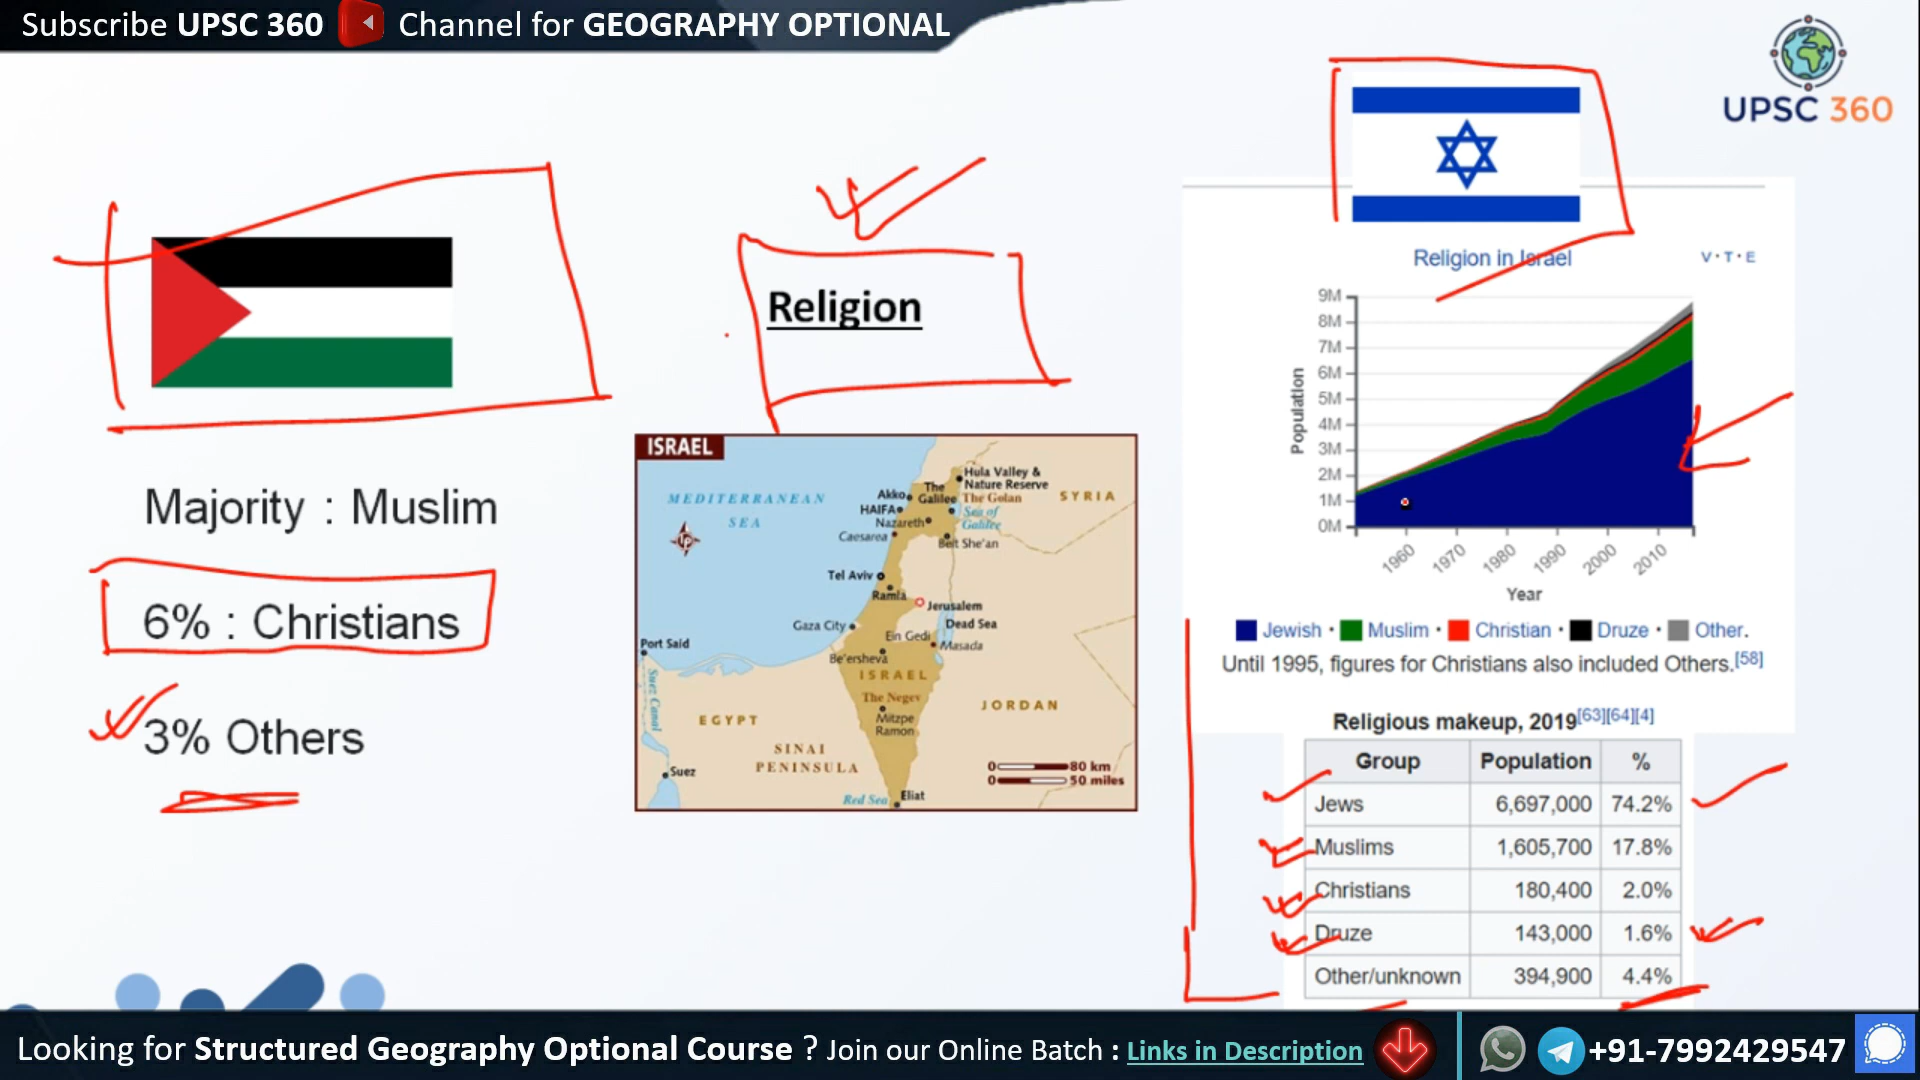 Subscribe UPSC 360 Channel for GEOGRAPHY OPTIONAL
UPSC 360
Religion
Majority : Muslim
6% : Christians
3% Others
ISRAEL
MEDITERRANEAN
SEA
Hula Valley &
Nature Reserve
Akko
The
Galilee
The Golan
SYRIA
HAIFA
Sea of
Galilee
Nazareth
Caesarea
Beit She'an
Tel Aviv
Ramla
Jerusalem
Gaza City
Dead Sea
Ein Gedi
Port Said
Masada
Be'ersheva
ISRAEL
Suez Canal
The Negev
JORDAN
EGYPT
Mitzpe
Ramon
SINAI
PENINSULA
0 80 km
0 50 miles
Suez
Red Sea
Eliat
Religion in Israel
V·T·E
9M
8M
7M
6M
5M
4M
3M
2M
1M
0M
Population
1960 1970 1980 1990 2000 2010
Year
Jewish · Muslim · Christian · Druze · Other.
Until 1995, figures for Christians also included Others.[58]
Religious makeup, 2019[63][64][4]
Group Population %
Jews 6,697,000 74.2%
Muslims 1,605,700 17.8%
Christians 180,400 2.0%
Druze 143,000 1.6%
Other/unknown 394,900 4.4%
Looking for Structured Geography Optional Course ? Join our Online Batch : Links in Description
+91-7992429547